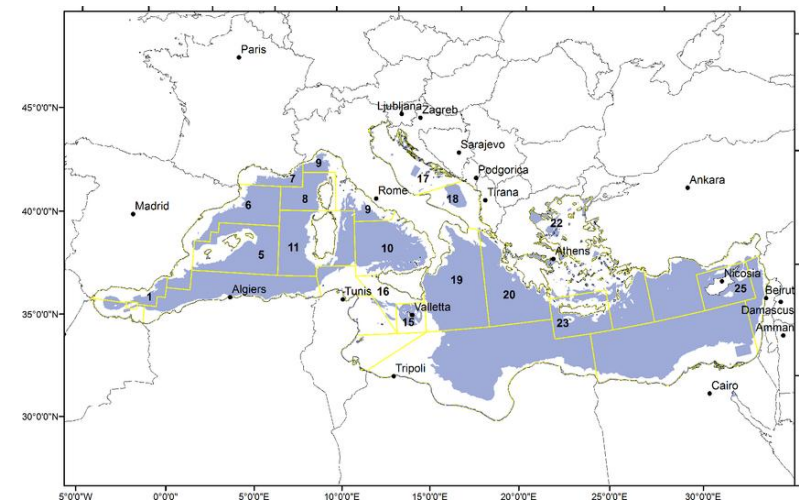 Paris
45°0'0"N
Ljubljana
Zagreb
Sarajevo
9
7
17
Podgorica
Ankara
8
Rome
18
Tirana
Madrid
6
9
40°0'0"N
22
5
11
10
Athens
19
Nicosia
1
Algiers
Tunis
16
20
25
Beirut
Valletta
15
23
Damascus
35°0'0"N
Amman
Tripoli
Cairo
30°0'0"N
5°0'0"W
0°0'0"
5°0'0"E
10°0'0"E
15°0'0"E
20°0'0"E
25°0'0"E
30°0'0"E